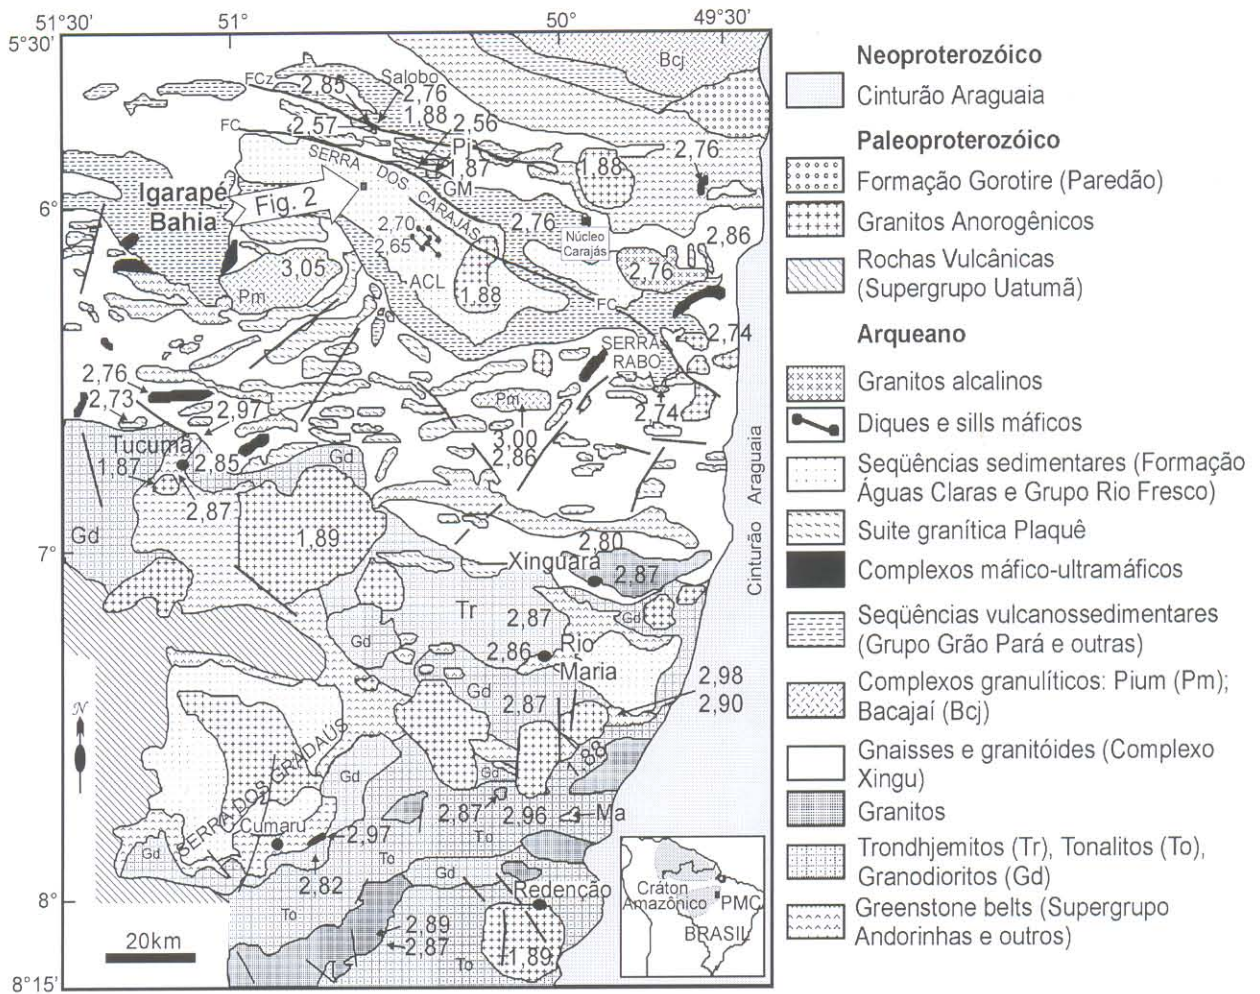 51°30' 51° 50° 49°30'
5°30'
Bcj
FCz 2,85 Salobo
2,76
1,88
FC 2,57 2,56
Pj
1,87
1,88
2,76
SERRA DOS CARAJÁS
GM
Igarapé
Bahia
Fig. 2
6°
2,76
2,70
2,65
Núcleo
Carajás
2,86
3,05
Pm
ACL
1,88
2,76
FC
2,74
SERRA
RABO
2,76
2,73
2,97
Pm
3,00
2,86
2,74
Tucumã
1,87
2,85
Gd
2,87
Gd
1,89
7°
2,80
Xinguara
2,87
Cinturão Araguaia
Tr
2,87
Gd
Gd
2,86
Rio
Maria
Gd
2,87
2,98
2,90
1,88
SERRA DOS GRADAÚS
Gd
Gd
2,87
2,96
Ma
Cumaru
2,97
To
To
Gd
2,82
Gd
Redenção
8°
To
2,89
2,87
To
1,89
8°15'
N
20km
Cráton
Amazônico
PMC
BRASIL
Neoproterozóico
Cinturão Araguaia
Paleoproterozóico
Formação Gorotire (Paredão)
Granitos Anorogênicos
Rochas Vulcânicas
(Supergrupo Uatumã)
Arqueano
Granitos alcalinos
Diques e sills máficos
Seqüências sedimentares (Formação
Águas Claras e Grupo Rio Fresco)
Suite granítica Plaquê
Complexos máfico-ultramáficos
Seqüências vulcanossedimentares
(Grupo Grão Pará e outras)
Complexos granulíticos: Pium (Pm);
Bacajaí (Bcj)
Gnaisses e granitóides (Complexo
Xingu)
Granitos
Trondhjemitos (Tr), Tonalitos (To),
Granodioritos (Gd)
Greenstone belts (Supergrupo
Andorinhas e outros)